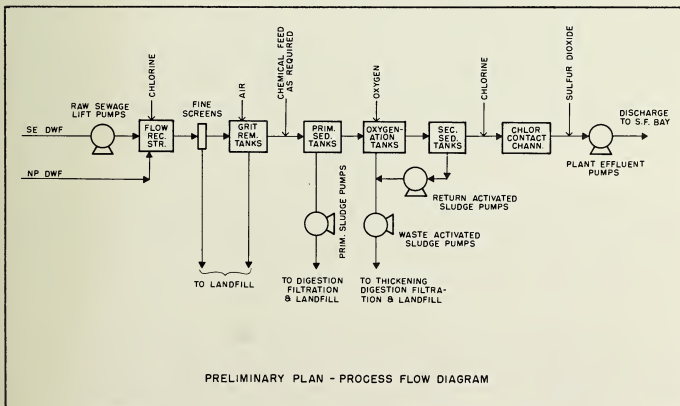 SE DWF
NP DWF
RAW SEWAGE
LIFT PUMPS
CHLORINE
FLOW
REC.
STR.
FINE
SCREENS
AIR
GRIT
REM.
TANKS
TO LANDFILL
CHEMICAL FEED
AS REQUIRED
PRIM.
SED.
TANKS
PRIM. SLUDGE PUMPS
TO DIGESTION
FILTRATION
& LANDFILL
OXYGEN
OXYGEN-
ATION
TANKS
WASTE ACTIVATED
SLUDGE PUMPS
TO THICKENING
DIGESTION FILTRA-
TION & LANDFILL
SEC.
SED.
TANKS
RETURN ACTIVATED
SLUDGE PUMPS
CHLORINE
CHLOR
CONTACT
CHANN.
SULFUR DIOXIDE
PLANT EFFLUENT
PUMPS
DISCHARGE
TO S.F. BAY
PRELIMINARY PLAN - PROCESS FLOW DIAGRAM